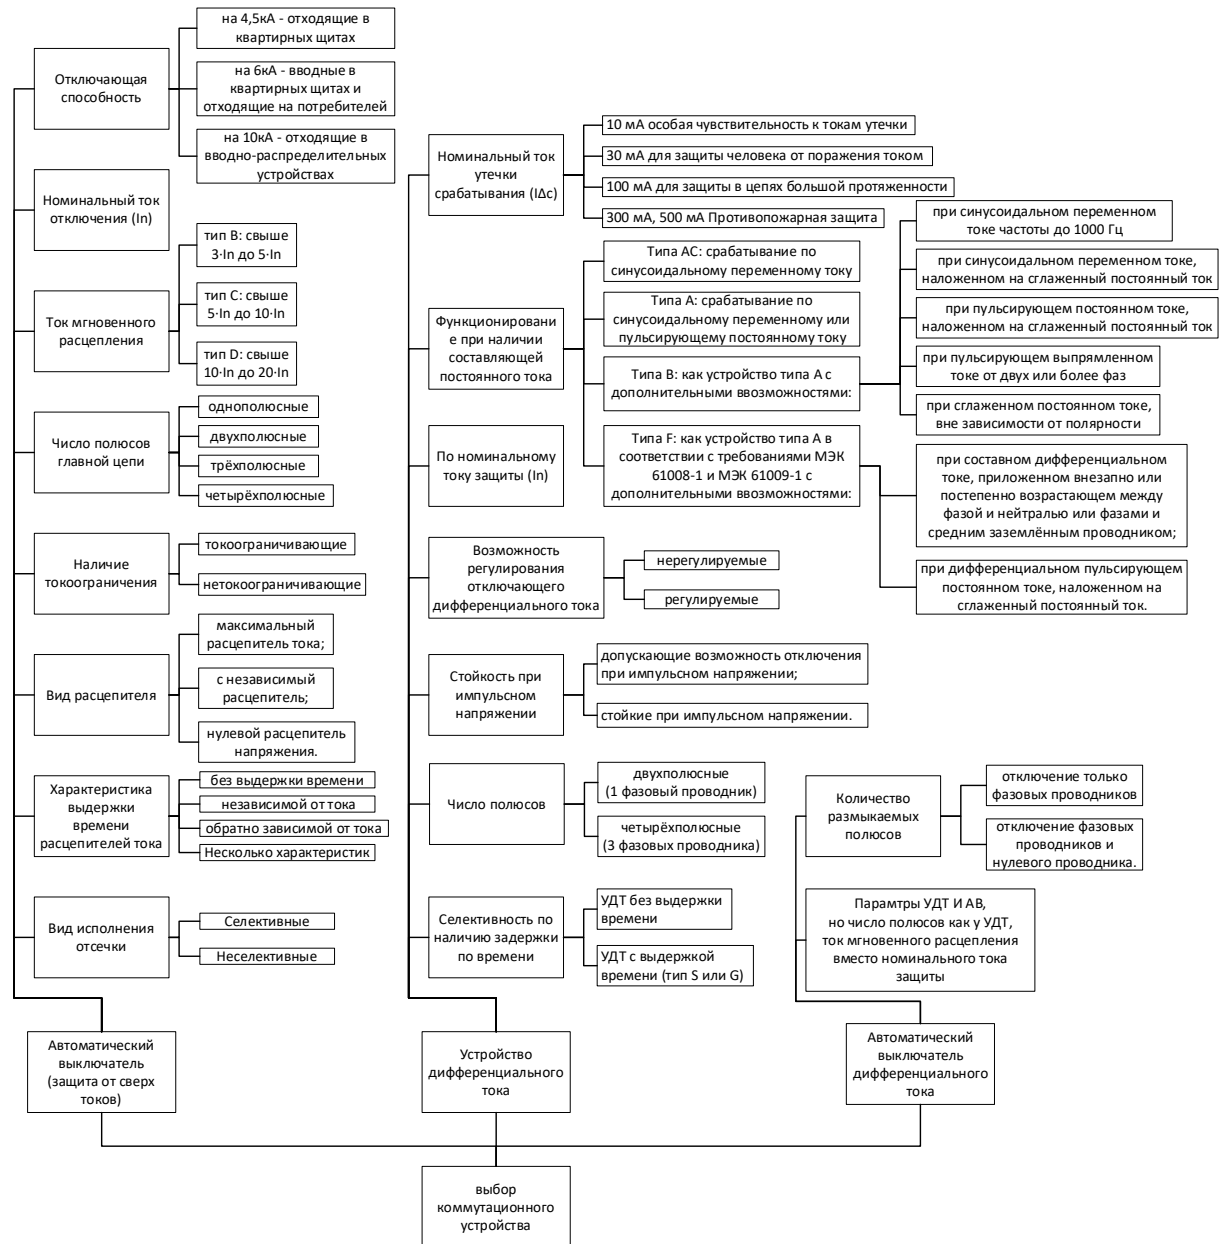 на 4,5кА - отходящие в
квартирных щитах
Отключающая
способность
на 6кА - вводные в
квартирных щитах и
отходящие на потребителей
на 10кА - отходящие в
вводно-распределительных
устройствах
Номинальный ток
отключения (In)
тип В: свыше
3·In до 5·In
Ток мгновенного
расцепления
тип С: свыше
5·In до 10·In
тип D: свыше
10·In до 20·In
Число полюсов
главной цепи
однополюсные
двухполюсные
трёхполюсные
четырёхполюсные
Наличие
токоограничения
токоограничивающие
нетокоограничивающие
Вид расцепителя
максимальный
расцепитель тока;
с независимый
расцепитель;
нулевой расцепитель
напряжения.
Характеристика
выдержки
времени
расцепителей тока
без выдержки времени
независимой от тока
обратно зависимой от тока
Несколько характеристик
Вид исполнения
отсечки
Селективные
Неселективные
Автоматический
выключатель
(защита от сверх
токов)
Номинальный ток
утечки
срабатывания (IΔc)
10 мА особая чувствительность к токам утечки
30 мА для защиты человека от поражения током
100 мА для защиты в цепях большой протяженности
300 мА, 500 мА Противопожарная защита
Функционировани
е при наличии
составляющей
постоянного тока
Типа АС: срабатывание по
синусоидальному переменному току
Типа А: срабатывание по
синусоидальному переменному или
пульсирующему постоянному току
Типа В: как устройство типа А с
дополнительными ввозможностями:
при синусоидальном переменном
токе частоты до 1000 Гц
при синусоидальном переменном токе,
наложенном на сглаженный постоянный ток
при пульсирующем постоянном токе,
наложенном на сглаженный постоянный ток
при пульсирующем выпрямленном
токе от двух или более фаз
при сглаженном постоянном токе,
вне зависимости от полярности
Типа F: как устройство типа А в
соответствии с требованиями МЭК
61008-1 и МЭК 61009-1 с
дополнительными ввозможностями:
при составном дифференциальном
токе, приложенном внезапно или
постепенно возрастающем между
фазой и нейтралью или фазами и
средним заземлённым проводником;
при дифференциальном пульсирующем
постоянном токе, наложенном на
сглаженный постоянный ток.
По номинальному
току защиты (In)
Возможность
регулирования
отключающего
дифференциального тока
нерегулируемые
регулируемые
Стойкость при
импульсном
напряжении
допускающие возможность отключения
при импульсном напряжении;
стойкие при импульсном напряжении.
Число полюсов
двухполюсные
(1 фазовый проводник)
четырёхполюсные
(3 фазовых проводника)
Селективность по
наличию задержки
по времени
УДТ без выдержки
времени
УДТ с выдержкой
времени (тип S или G)
Устройство
дифференциального
тока
Количество
размыкаемых
полюсов
отключение только
фазовых проводников
отключение фазовых
проводников и
нулевого проводника.
Парамтры УДТ И АВ,
но число полюсов как у УДТ,
ток мгновенного расцепления
вместо номинального тока
защиты
Автоматический
выключатель
дифференциального
тока
выбор
коммутационного
устройства